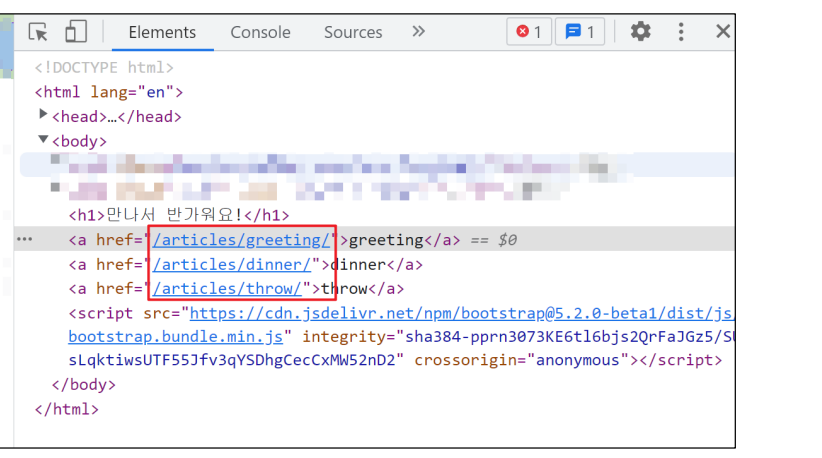 Elements Console Sources » 1 1
<!DOCTYPE html>
<html lang="en">
<head>…</head>
<body>
<h1>만나서 반가워요!</h1>
<a href="/articles/greeting/">greeting</a> == $0
<a href="/articles/dinner/">dinner</a>
<a href="/articles/throw/">throw</a>
<script src="https://cdn.jsdelivr.net/npm/bootstrap@5.2.0-beta1/dist/js/
bootstrap.bundle.min.js" integrity="sha384-pprn3073KE6tl6bjs2QrFaJGz5/SU
sLqktiwsUTF55Jfv3qYSDhgCecCxMW52nD2" crossorigin="anonymous"></script>
</body>
</html>